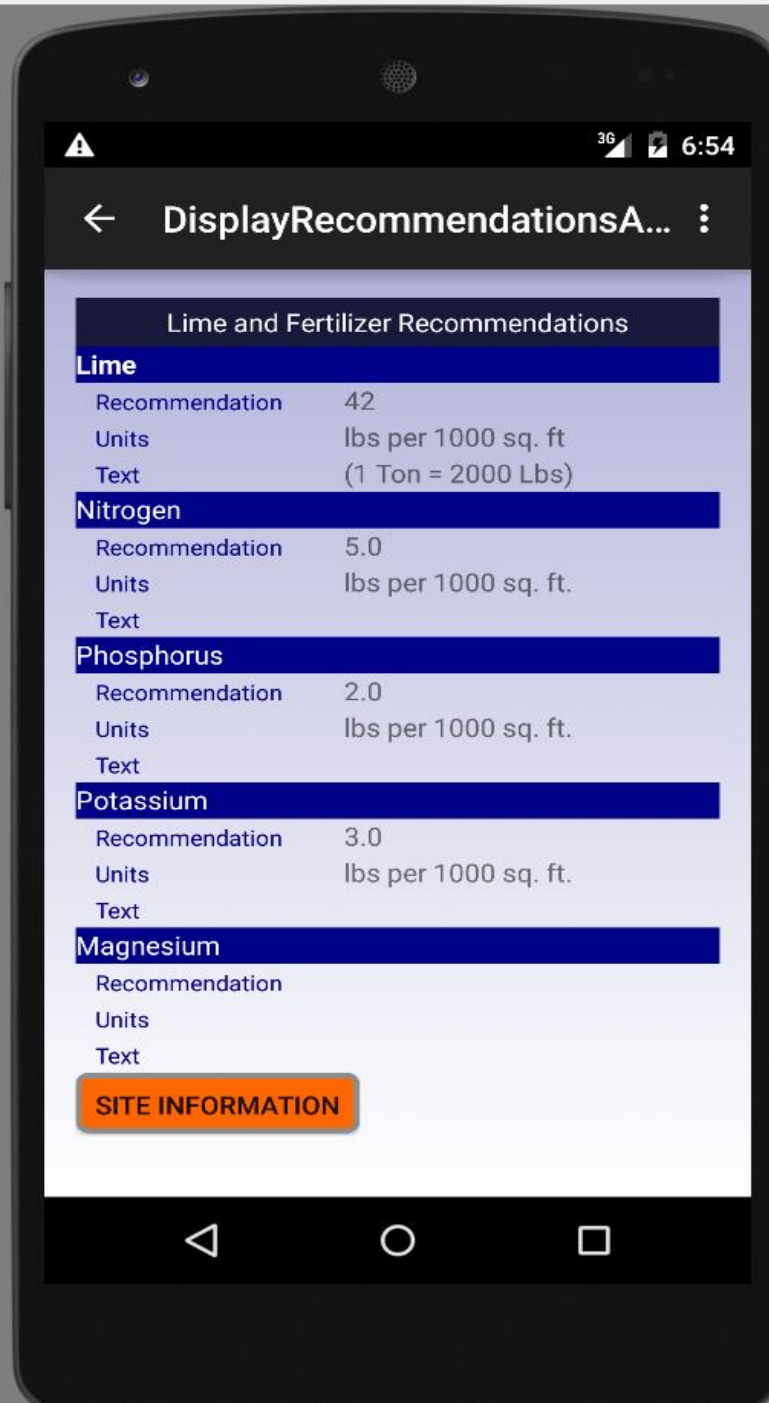 3G 6:54
DisplayRecommendationsA...
Lime and Fertilizer Recommendations
Lime
Recommendation 42
Units lbs per 1000 sq. ft
Text (1 Ton = 2000 Lbs)
Nitrogen
Recommendation 5.0
Units lbs per 1000 sq. ft.
Text
Phosphorus
Recommendation 2.0
Units lbs per 1000 sq. ft.
Text
Potassium
Recommendation 3.0
Units lbs per 1000 sq. ft.
Text
Magnesium
Recommendation
Units
Text
SITE INFORMATION